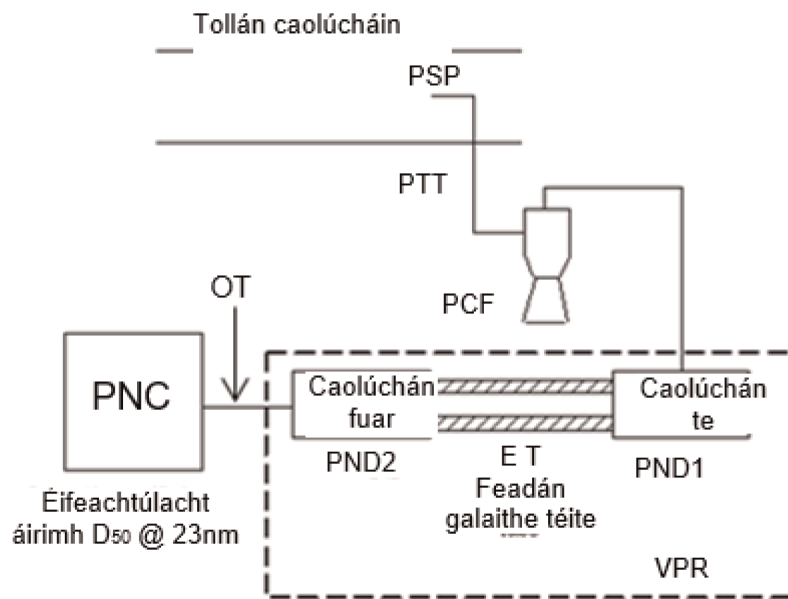 Tollán caolúcháin
PSP
PTT
PCF
OT
PNC
Caolúchán
fuar
Caolúchán
te
PND2
E T
Feadán
galaithe téite
PND1
Éifeachtúlacht
áirimh D₅₀ @ 23nm
VPR